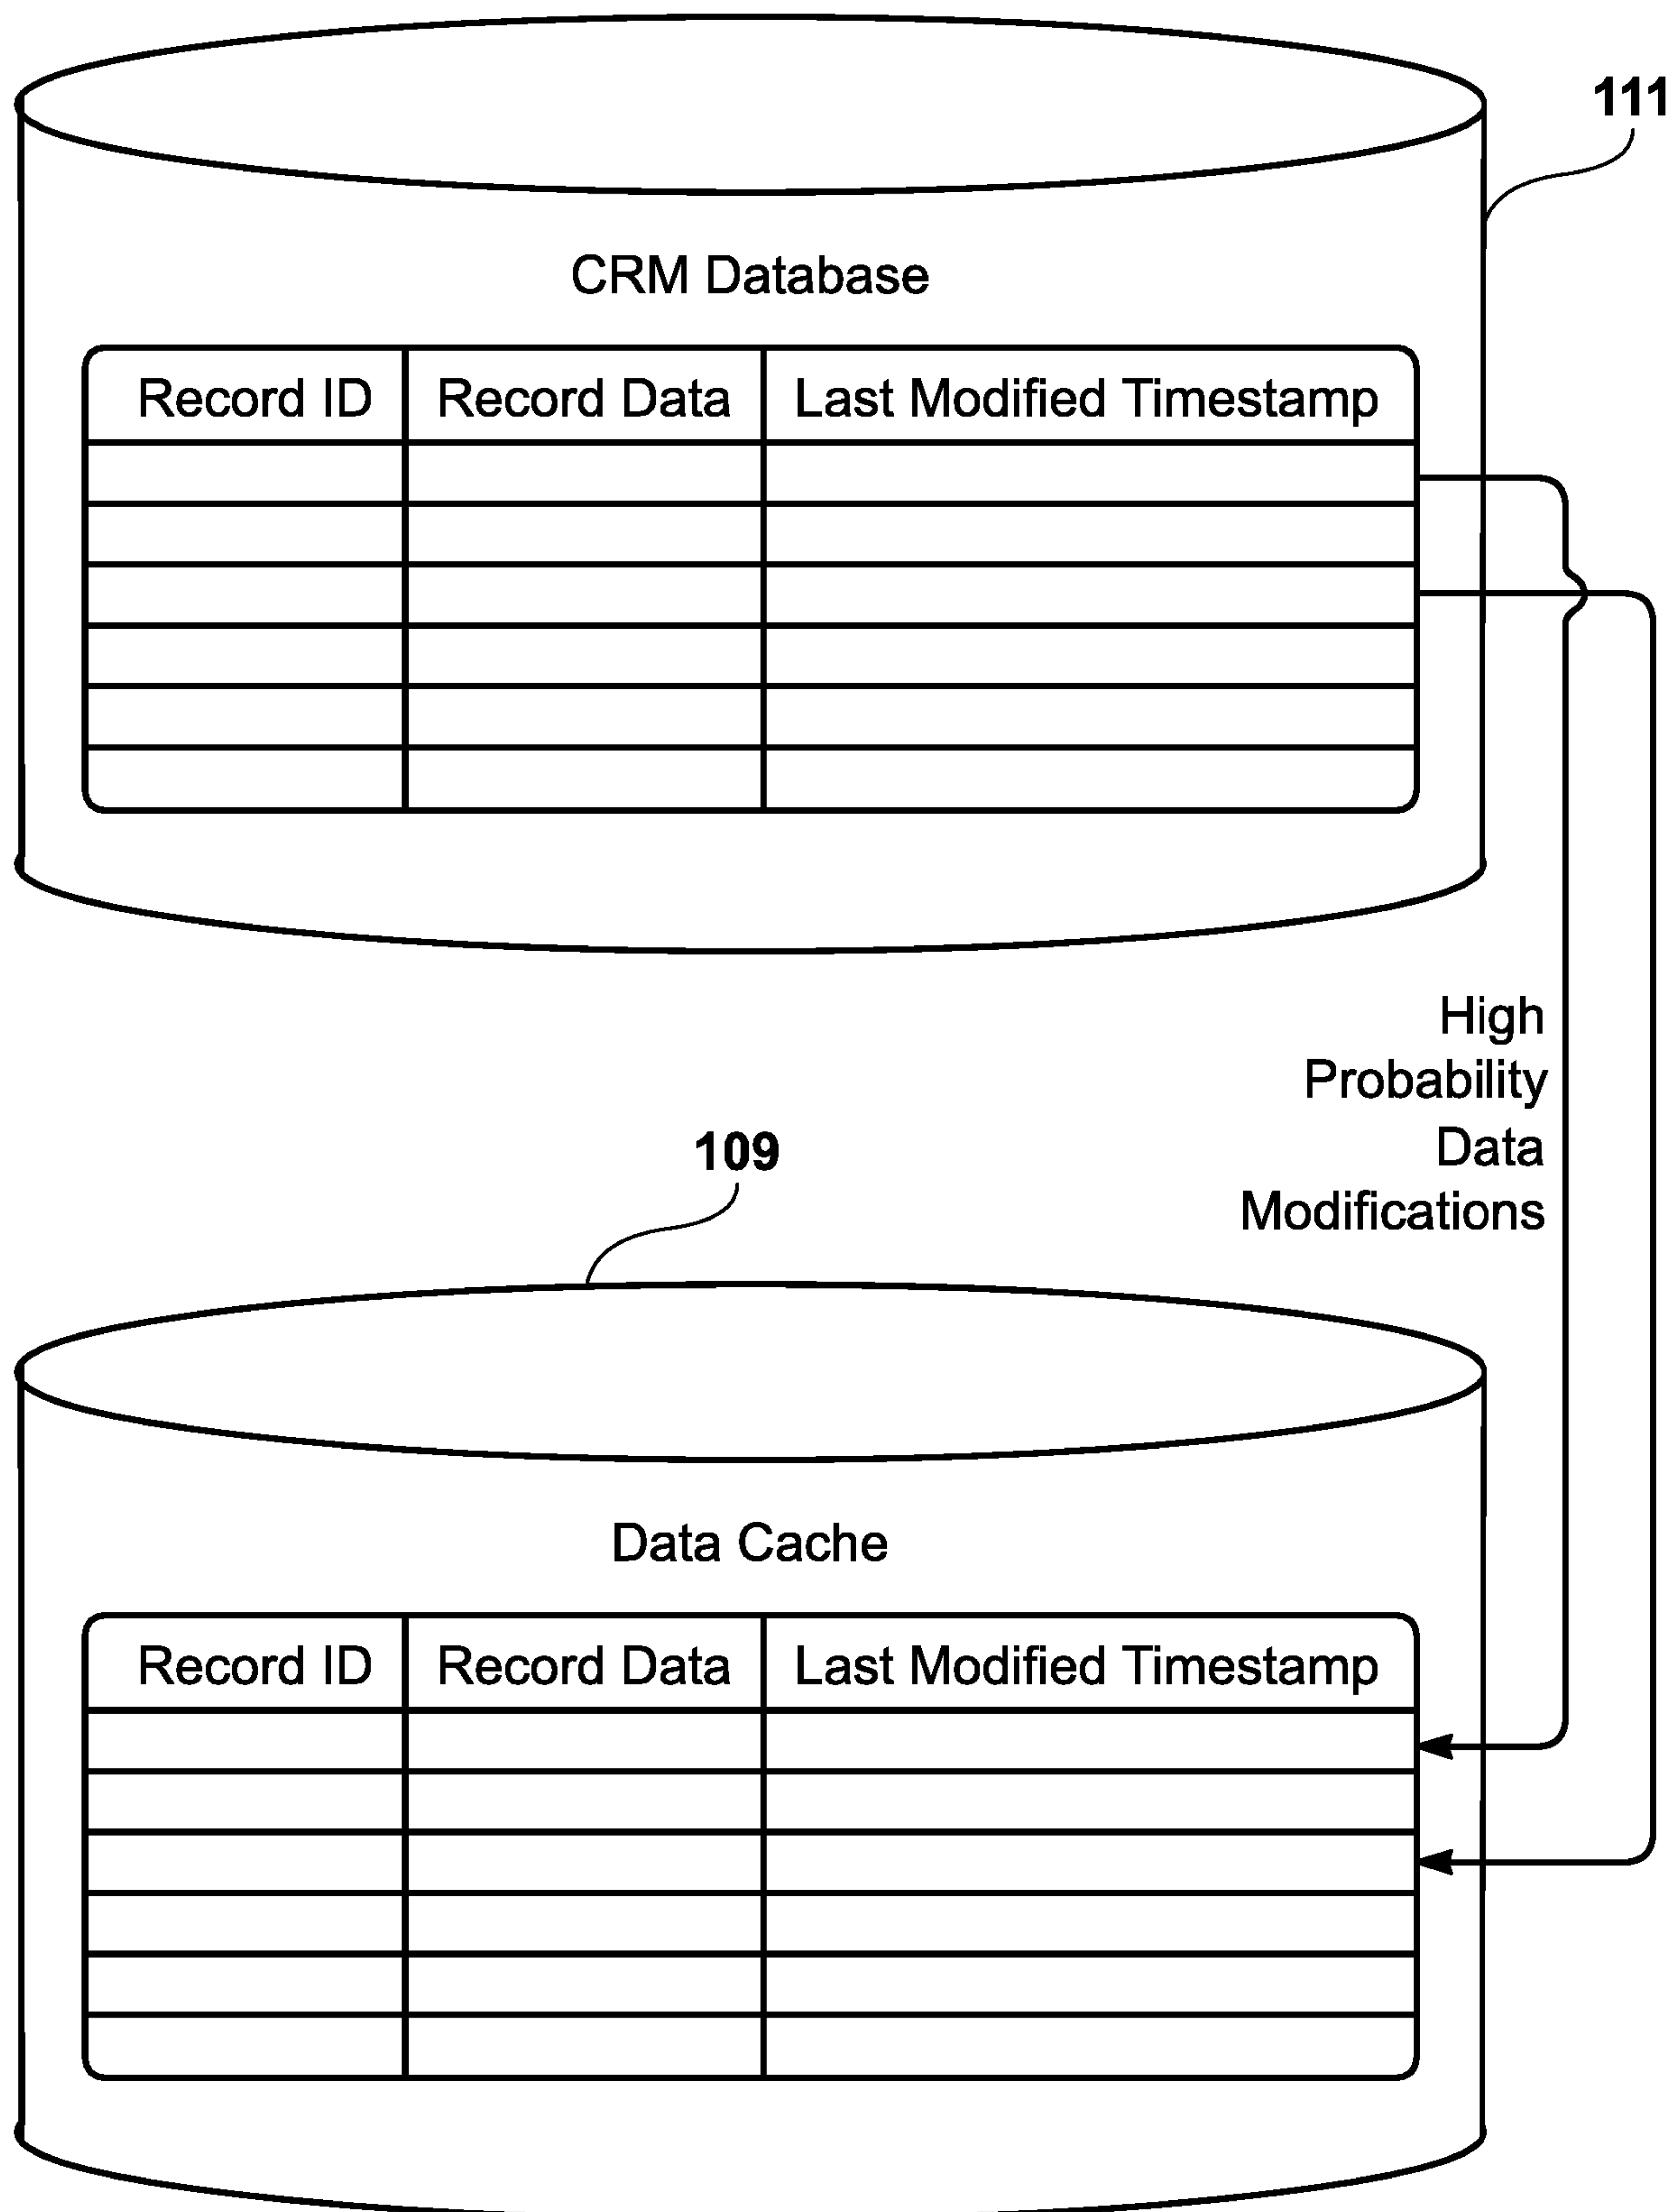 111
CRM Database
Record ID Record Data Last Modified Timestamp
High
Probability
Data
Modifications
109
Data Cache
Record ID Record Data Last Modified Timestamp